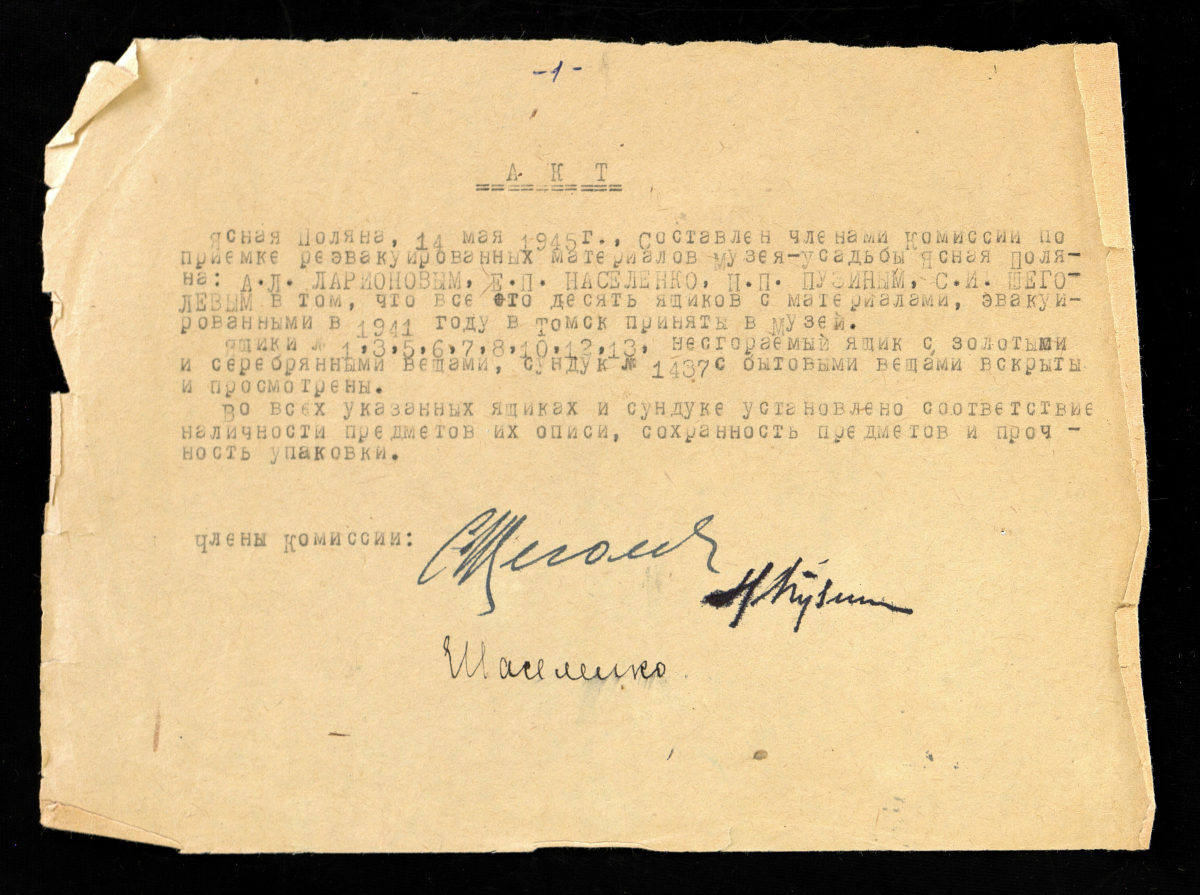 -1-
А К Т
Ясная Поляна, 14 мая 1945г., Составлен членами Комиссии по
приемке реэвакуированных материалов Музея-усадьбы Ясная Поля-
на: А.Л. ЛАРИОНОВЫМ, Е.П. НАСЕЛЕНКО, Н.П. ПУЗИНЫМ, С.И. ЩЕГО-
ЛЕВЫМ в том, что все сто десять ящиков с материалами, эвакуи-
рованными в 1941 году в Томск приняты в Музей.
Ящики № 1,3,5,6,7,8,10,12,13, несгораемый ящик с золотыми
и серебрянными вещами, сундук № 1437 с бытовыми вещами вскрыты
и просмотрены.
Во всех указанных ящиках и сундуке установлено соответствие
наличности предметов их описи, сохранность предметов и проч -
ность упаковки.
Члены Комиссии: СЩеголев
НПузин
Населенко